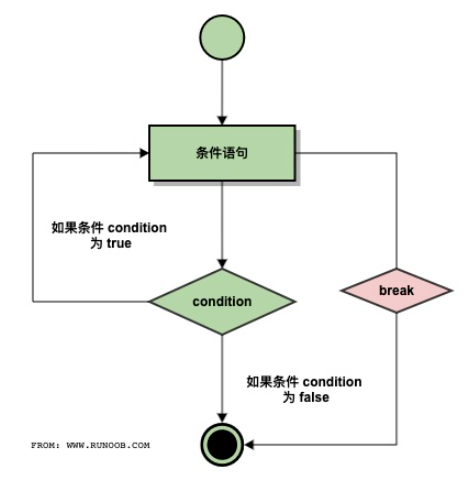 条件语句
如果条件 condition
为 true
condition
break
如果条件 condition
为 false
FROM: WWW.RUNOOB.COM